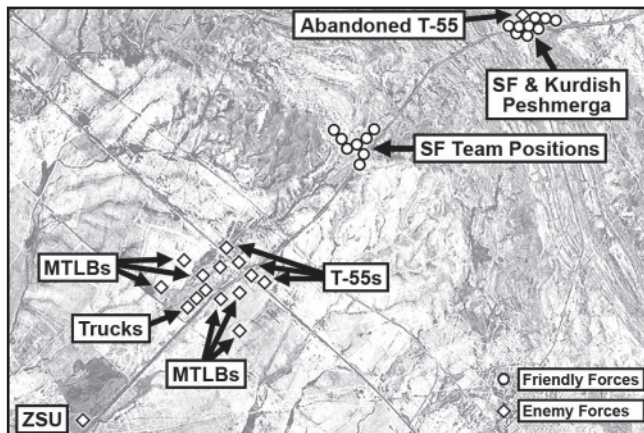 Abandoned T-55
SF & Kurdish
Peshmerga
SF Team Positions
MTLBs
T-55s
Trucks
MTLBs
ZSU
Friendly Forces
Enemy Forces